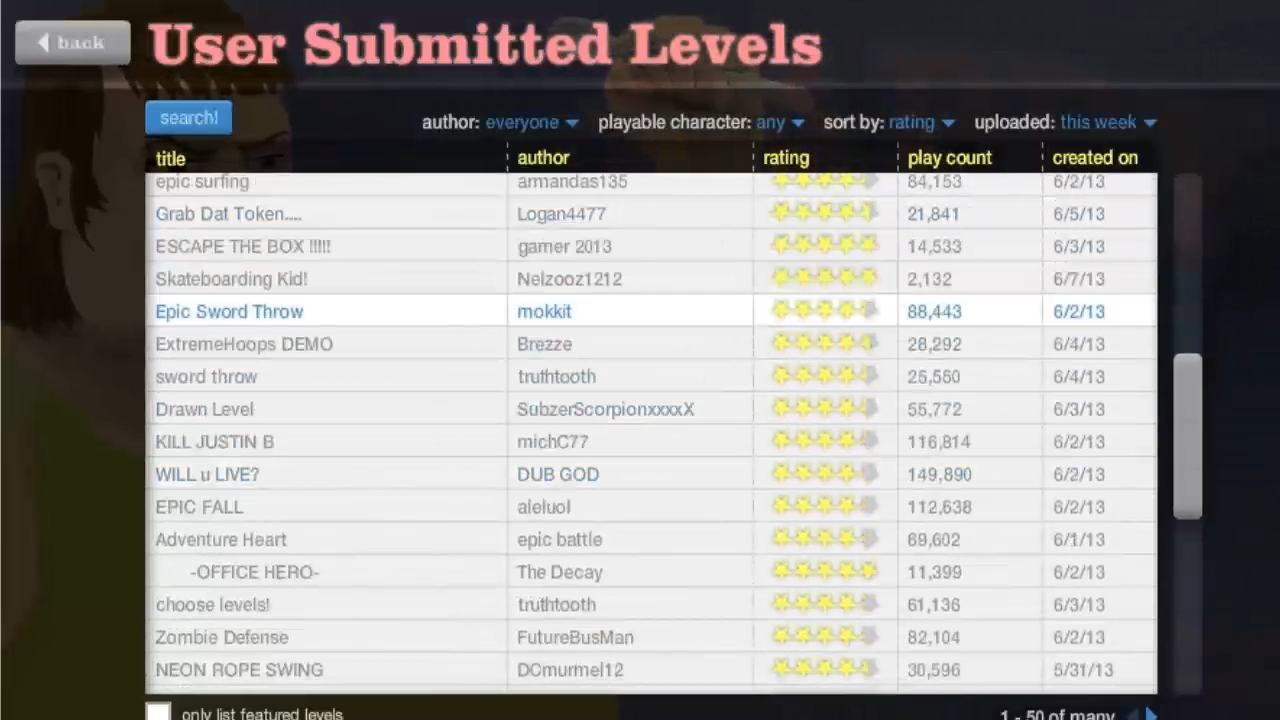 back
User Submitted Levels
search!
author: everyone playable character: any sort by: rating uploaded: this week
title author rating play count created on
epic surfing armandas135 84,153 6/2/13
Grab Dat Token.... Logan4477 21,841 6/5/13
ESCAPE THE BOX !!!!! gamer 2013 14,533 6/3/13
Skateboarding Kid! Nelzooz1212 2,132 6/7/13
Epic Sword Throw mokkit 88,443 6/2/13
ExtremeHoops DEMO Brezze 28,292 6/4/13
sword throw truthtooth 25,550 6/4/13
Drawn Level SubzerScorpionxxxxX 55,772 6/3/13
KILL JUSTIN B michC77 116,814 6/2/13
WILL u LIVE? DUB GOD 149,890 6/2/13
EPIC FALL aleluol 112,638 6/2/13
Adventure Heart epic battle 69,602 6/1/13
-OFFICE HERO- The Decay 11,399 6/2/13
choose levels! truthtooth 61,136 6/3/13
Zombie Defense FutureBusMan 82,104 6/2/13
NEON ROPE SWING DCmurmel12 30,596 5/31/13
only list featured levels 1 - 50 of many